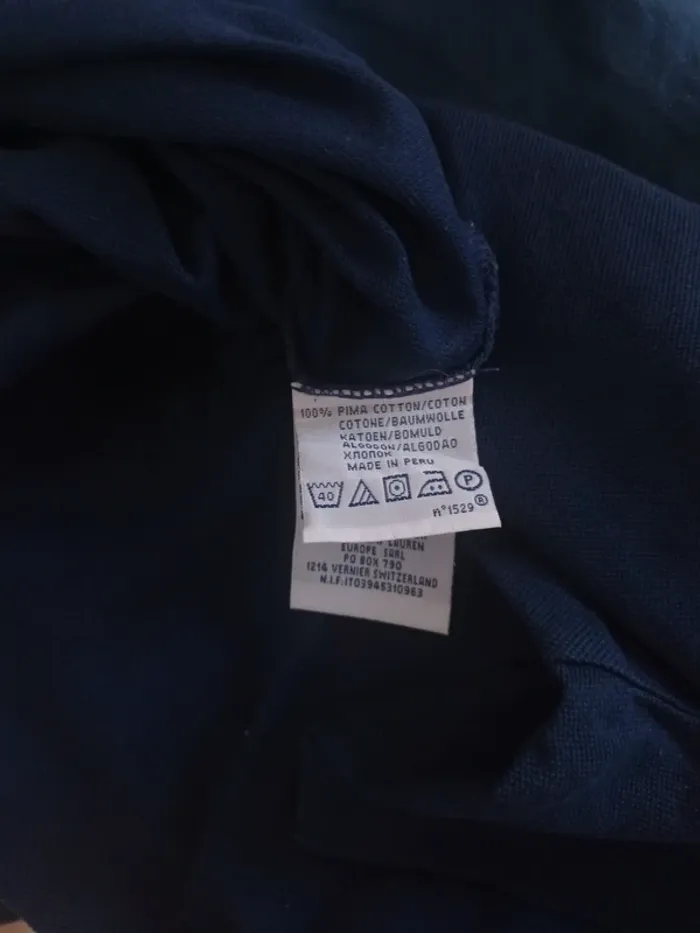 100% PIMA COTTON/COTON
COTONE/BAUMWOLLE
KATOEN/BOMULD
ALGODON/ALGODAO
ХЛОПОК
MADE IN PERU
40
P
N°1529 ®
LAUREN
EUROPE SARL
PO BOX 790
1214 VERNIER SWITZERLAND
N.I.F.IT03945310963